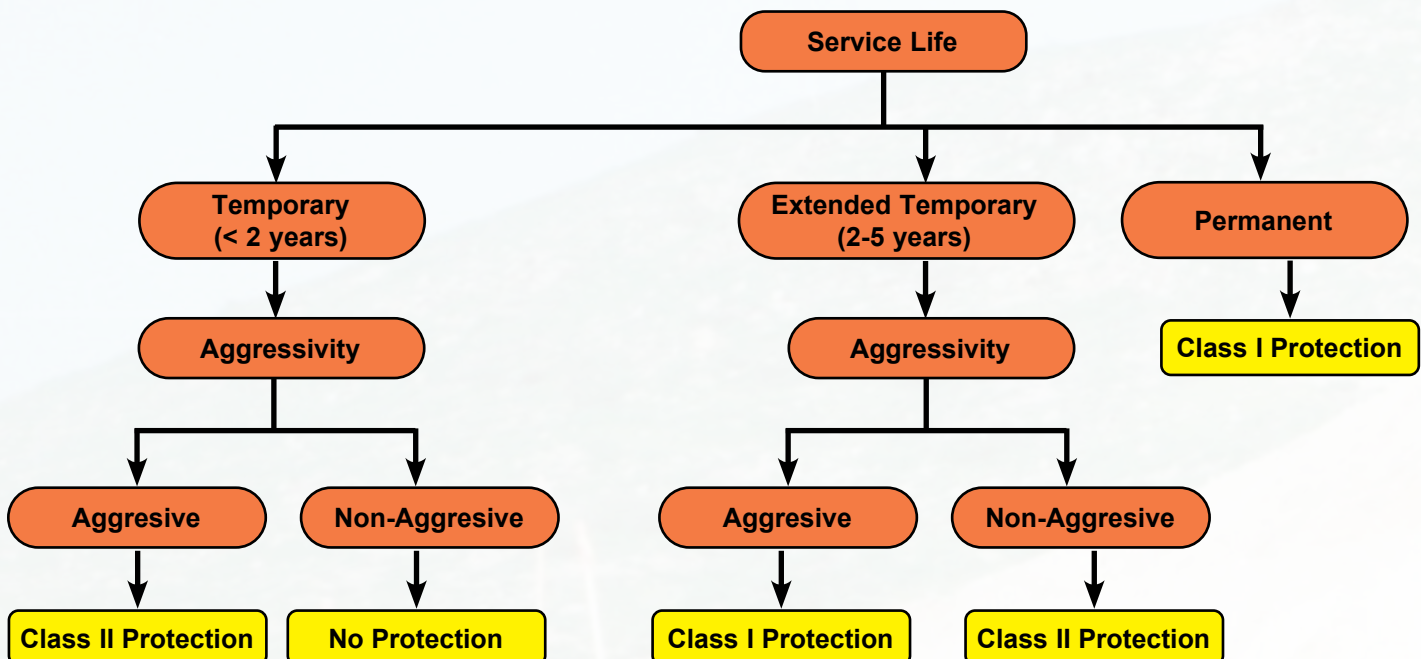 Service Life
Temporary
(< 2 years)
Extended Temporary
(2-5 years)
Permanent
Aggressivity
Aggressivity
Class I Protection
Aggresive
Non-Aggresive
Aggresive
Non-Aggresive
Class II Protection
No Protection
Class I Protection
Class II Protection